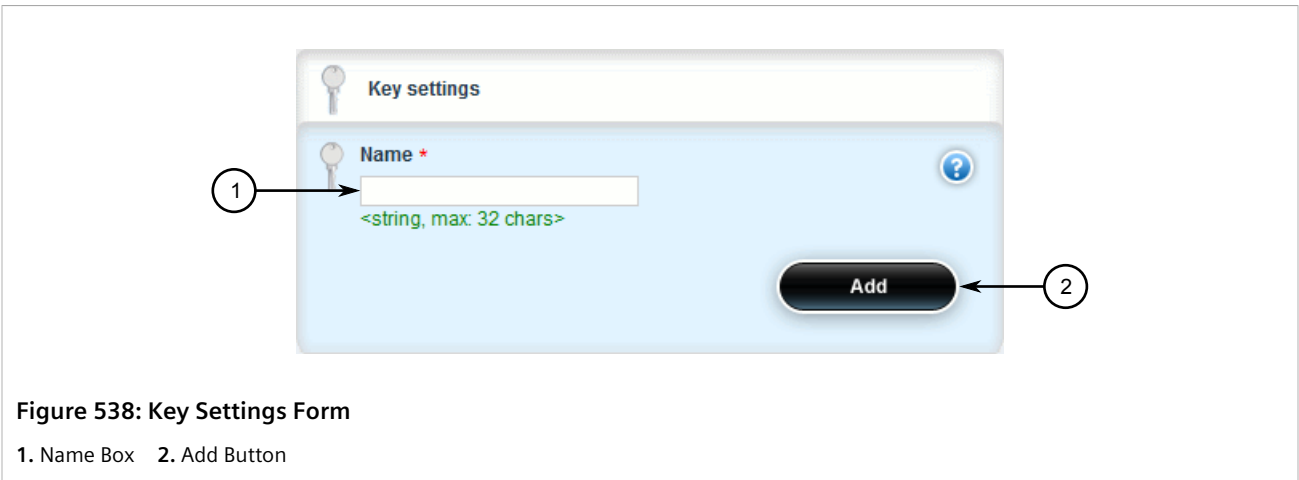 Key settings
Name *
1
<string, max: 32 chars>
Add
2
Figure 538: Key Settings Form
1. Name Box 2. Add Button